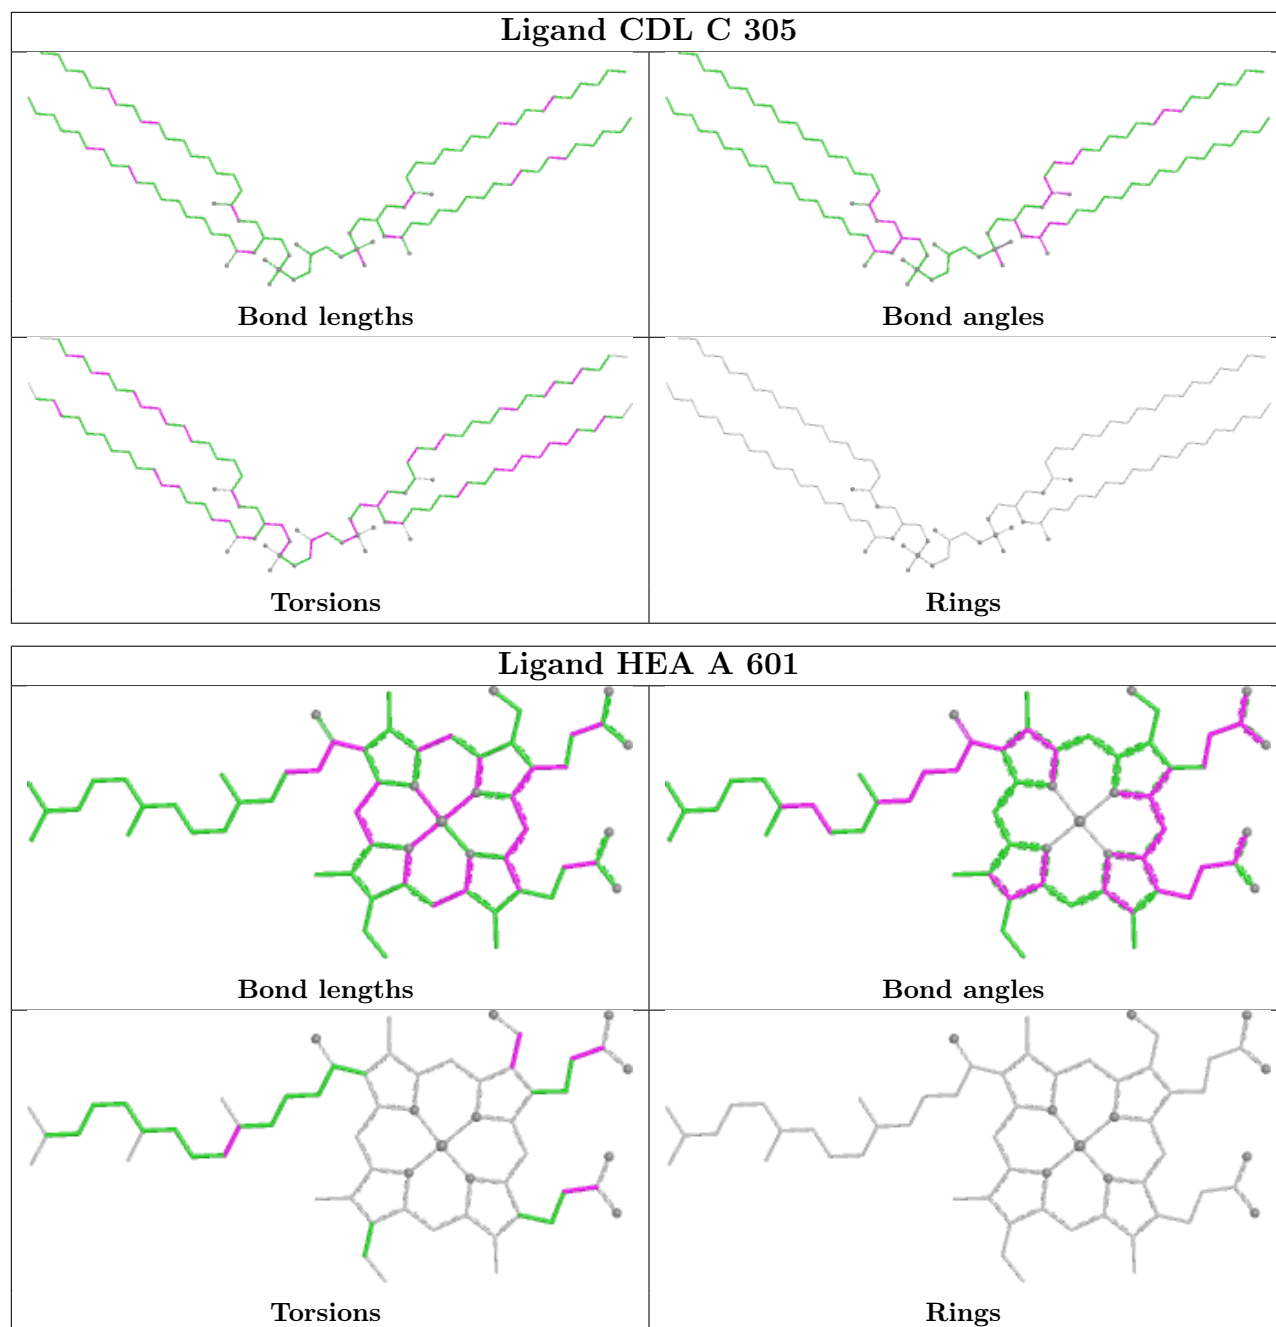 Ligand CDL C 305
Bond lengths
Bond angles
Torsions
Rings
Ligand HEA A 601
Bond lengths
Bond angles
Torsions
Rings